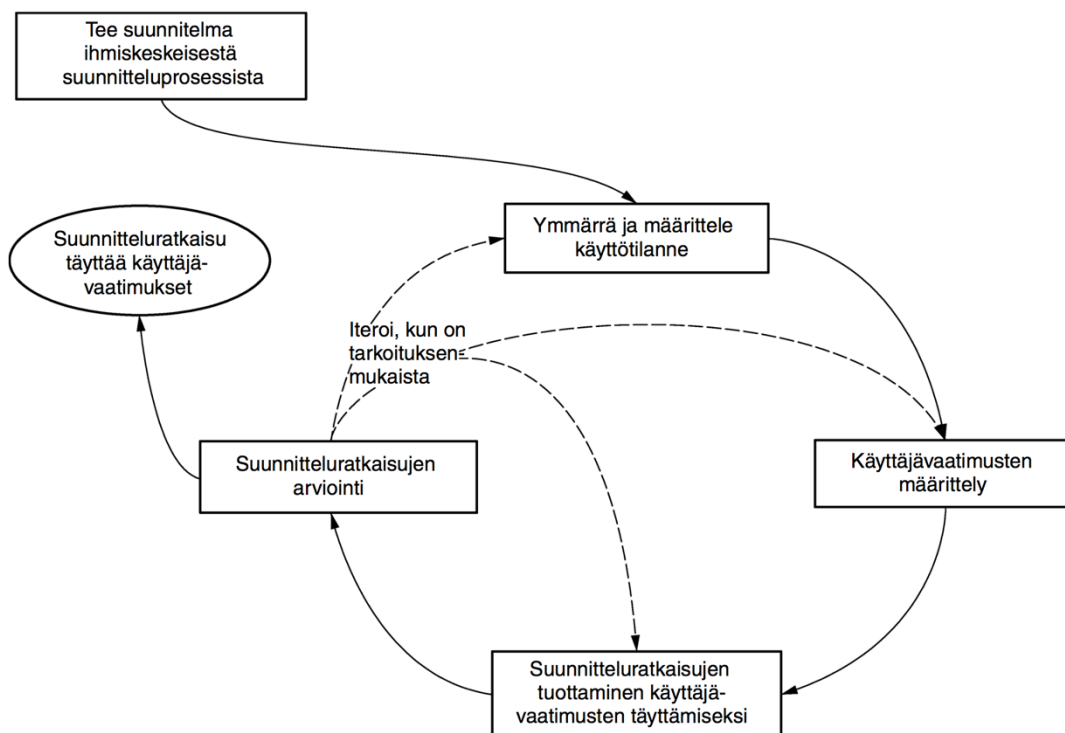 Tee suunnitelma
ihmiskeskeisestä
suunnitteluprosessista
Ymmärrä ja määrittele
käyttötilanne
Suunnitteluratkaisu
täyttää käyttäjä-
vaatimukset
Iteroi, kun on
tarkoituksen-
mukaista
Suunnitteluratkaisujen
arviointi
Käyttäjävaatimusten
määrittely
Suunnitteluratkaisujen
tuottaminen käyttäjä-
vaatimusten täyttämiseksi